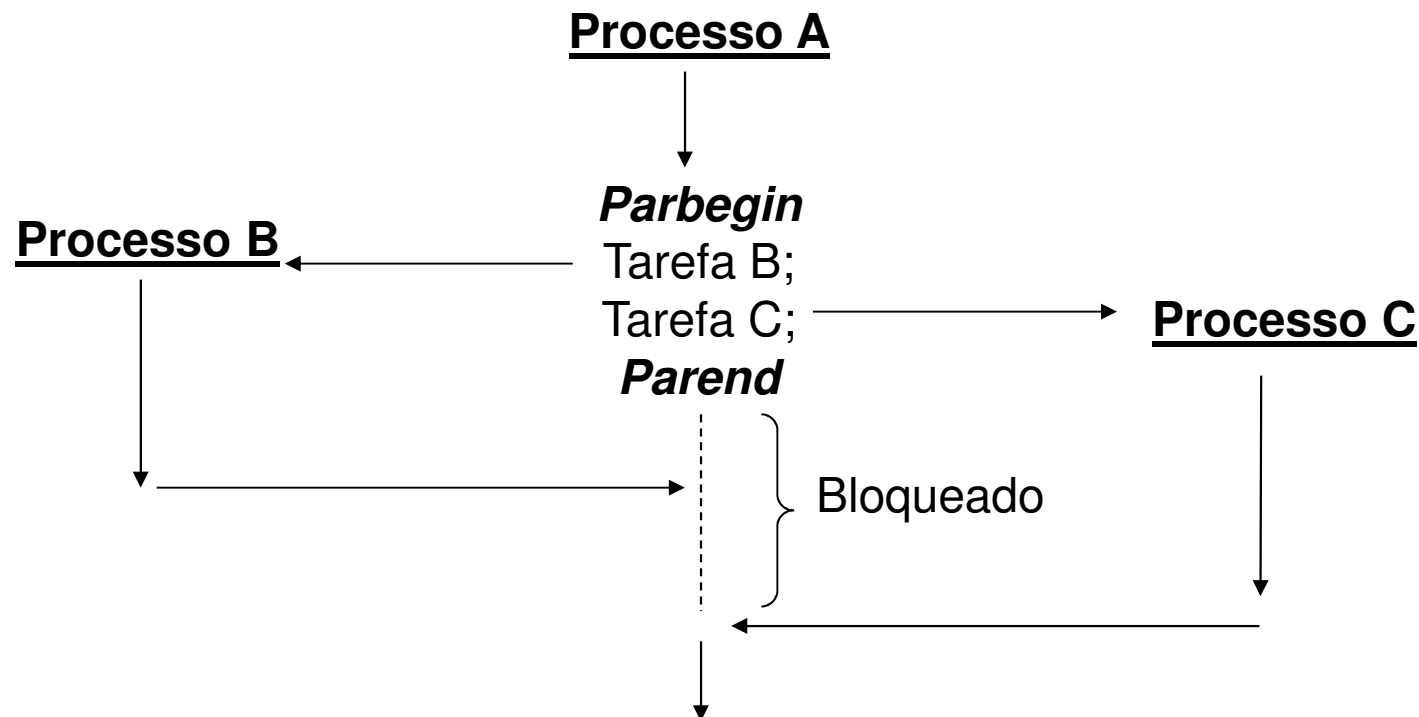 Processo A
Parbegin
Processo B
Tarefa B;
Tarefa C;
Processo C
Parend
Bloqueado